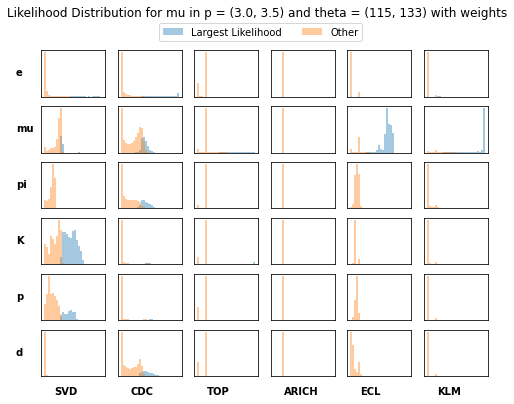 Likelihood Distribution for mu in p = (3.0, 3.5) and theta = (115, 133) with weights
Largest Likelihood Other
e
mu
pi
K
p
d
SVD CDC TOP ARICH ECL KLM